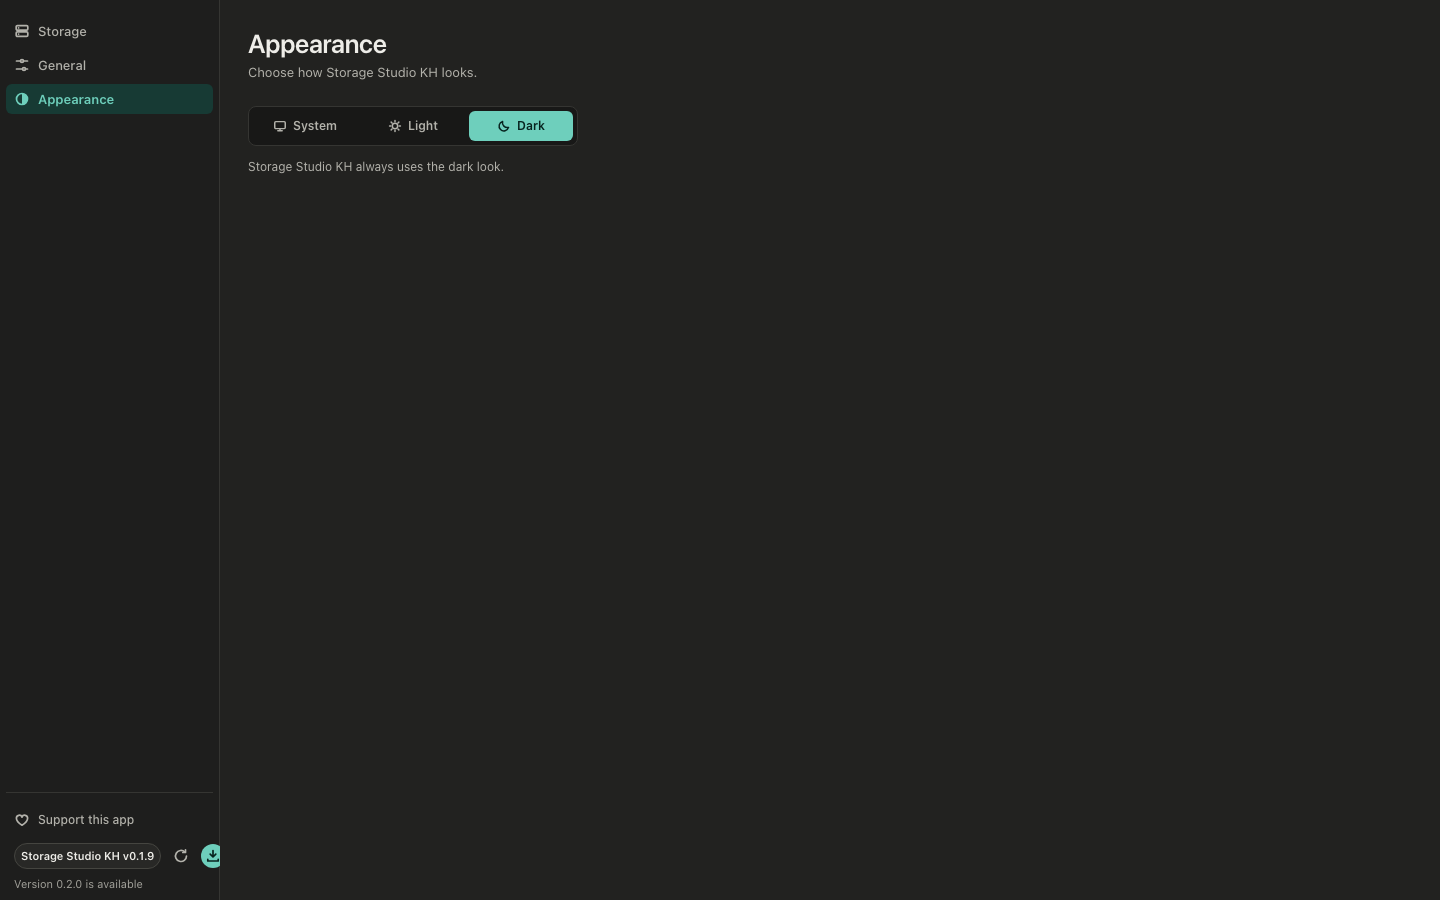 Storage
General
Appearance
Appearance
Choose how Storage Studio KH looks.
System
Light
Dark
Storage Studio KH always uses the dark look.
Support this app
Storage Studio KH v0.1.9
Version 0.2.0 is available